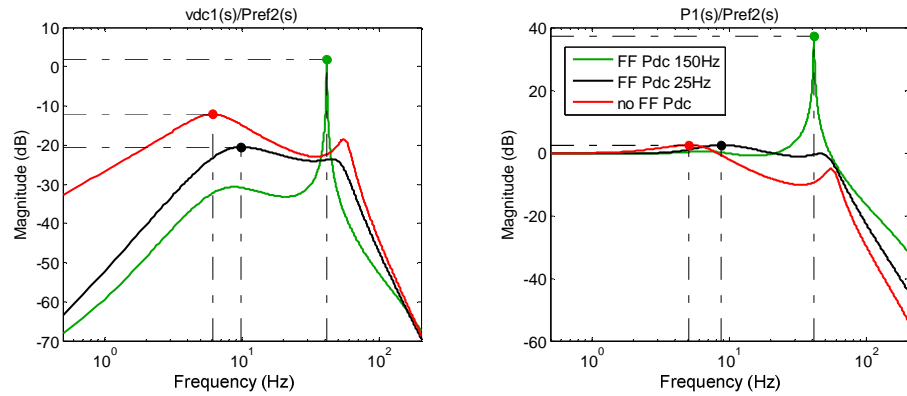 vdc1(s)/Pref2(s)
Magnitude (dB)
10
0
-10
-20
-30
-40
-50
-60
-70
10^0
10^1
10^2
Frequency (Hz)
P1(s)/Pref2(s)
Magnitude (dB)
40
20
0
-20
-40
-60
10^0
10^1
10^2
Frequency (Hz)
FF Pdc 150Hz
FF Pdc 25Hz
no FF Pdc